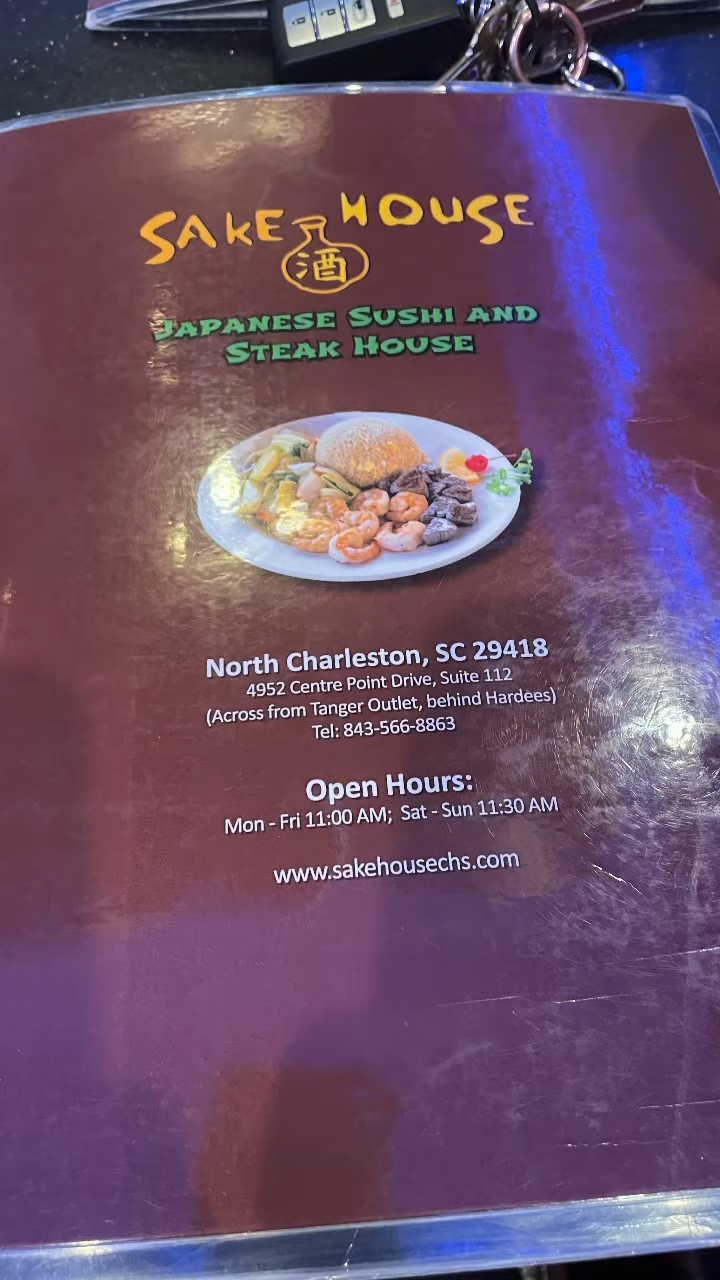 SAKE HOUSE
酒
JAPANESE SUSHI AND
STEAK HOUSE
North Charleston, SC 29418
4952 Centre Point Drive, Suite 112
(Across from Tanger Outlet, behind Hardees)
Tel: 843-566-8863
Open Hours:
Mon - Fri 11:00 AM; Sat - Sun 11:30 AM
www.sakehousechs.com